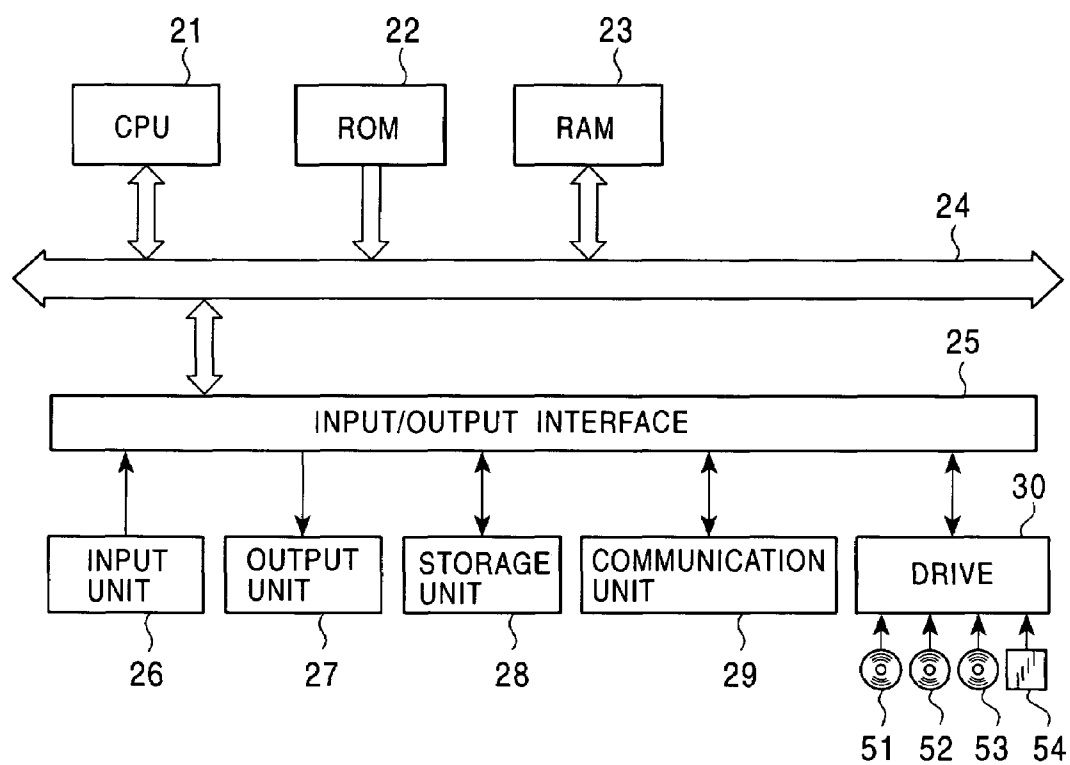 21
22
23
CPU
ROM
RAM
24
25
INPUT/OUTPUT INTERFACE
30
INPUT
UNIT
OUTPUT
UNIT
STORAGE
UNIT
COMMUNICATION
UNIT
DRIVE
26
27
28
29
51
52
53
54